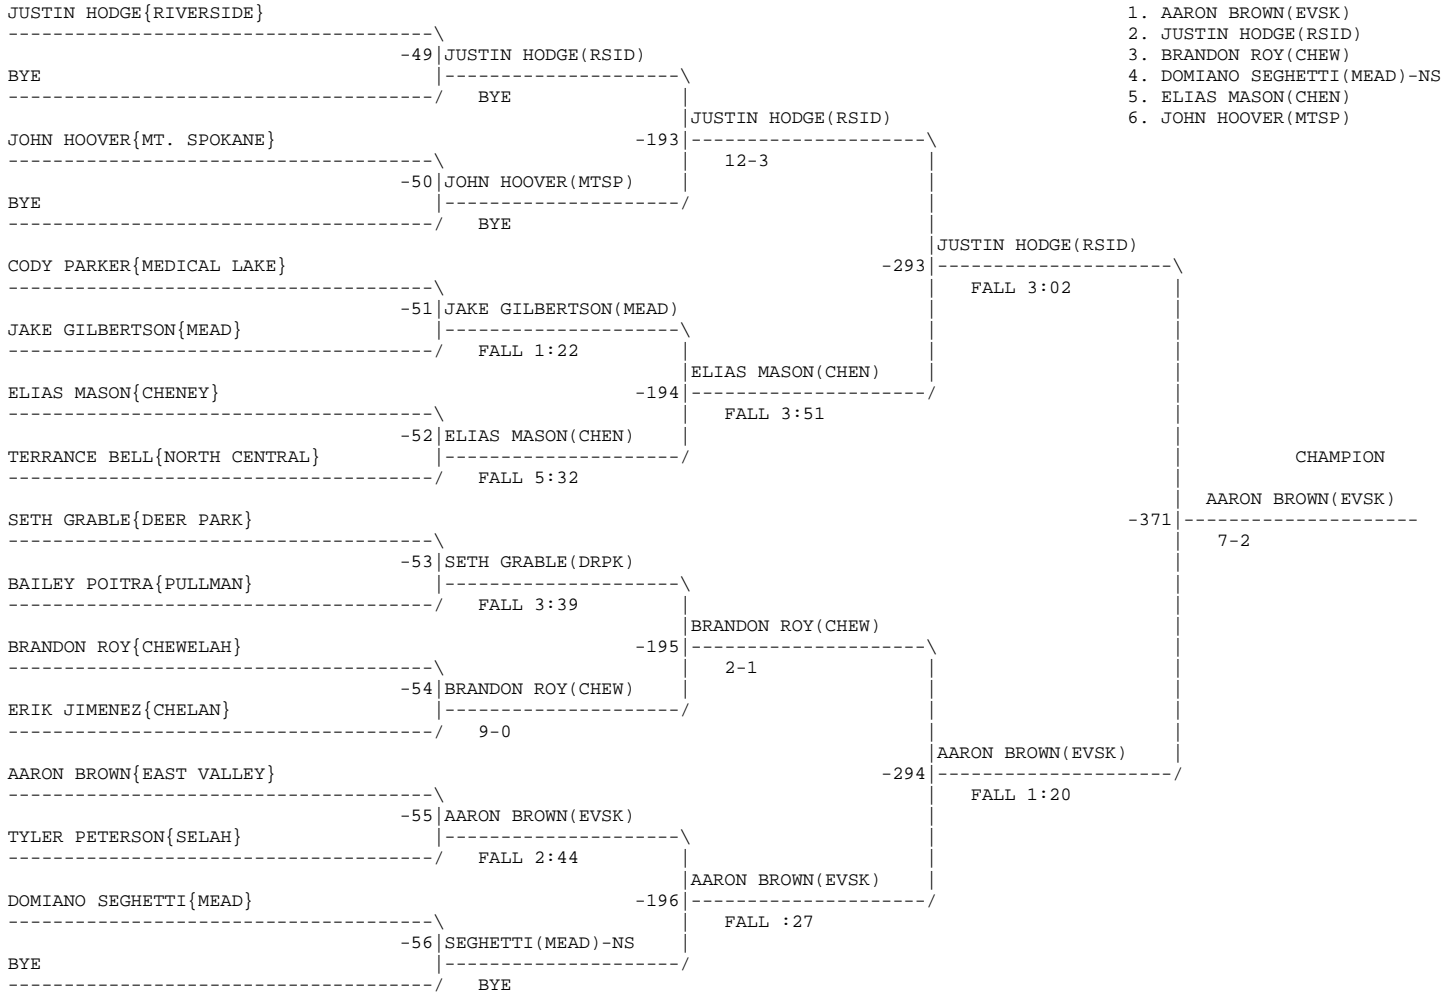 JUSTIN HODGE{RIVERSIDE}
1. AARON BROWN(EVSK)
2. JUSTIN HODGE(RSID)
-49 JUSTIN HODGE(RSID)
3. BRANDON ROY(CHEW)
BYE
4. DOMIANO SEGHETTI(MEAD)-NS
BYE
5. ELIAS MASON(CHEN)
JUSTIN HODGE(RSID)
6. JOHN HOOVER(MTSP)
JOHN HOOVER{MT. SPOKANE}
-193
12-3
-50 JOHN HOOVER(MTSP)
BYE
BYE
JUSTIN HODGE(RSID)
CODY PARKER{MEDICAL LAKE}
-293
FALL 3:02
-51 JAKE GILBERTSON(MEAD)
JAKE GILBERTSON{MEAD}
FALL 1:22
ELIAS MASON(CHEN)
ELIAS MASON{CHENEY}
-194
FALL 3:51
-52 ELIAS MASON(CHEN)
TERRANCE BELL{NORTH CENTRAL}
CHAMPION
FALL 5:32
AARON BROWN(EVSK)
SETH GRABLE{DEER PARK}
-371
7-2
-53 SETH GRABLE(DRPK)
BAILEY POITRA{PULLMAN}
FALL 3:39
BRANDON ROY(CHEW)
BRANDON ROY{CHEWELAH}
-195
2-1
-54 BRANDON ROY(CHEW)
ERIK JIMENEZ{CHELAN}
9-0
AARON BROWN(EVSK)
AARON BROWN{EAST VALLEY}
-294
FALL 1:20
-55 AARON BROWN(EVSK)
TYLER PETERSON{SELAH}
FALL 2:44
AARON BROWN(EVSK)
DOMIANO SEGHETTI{MEAD}
-196
FALL :27
-56 SEGHETTI(MEAD)-NS
BYE
BYE